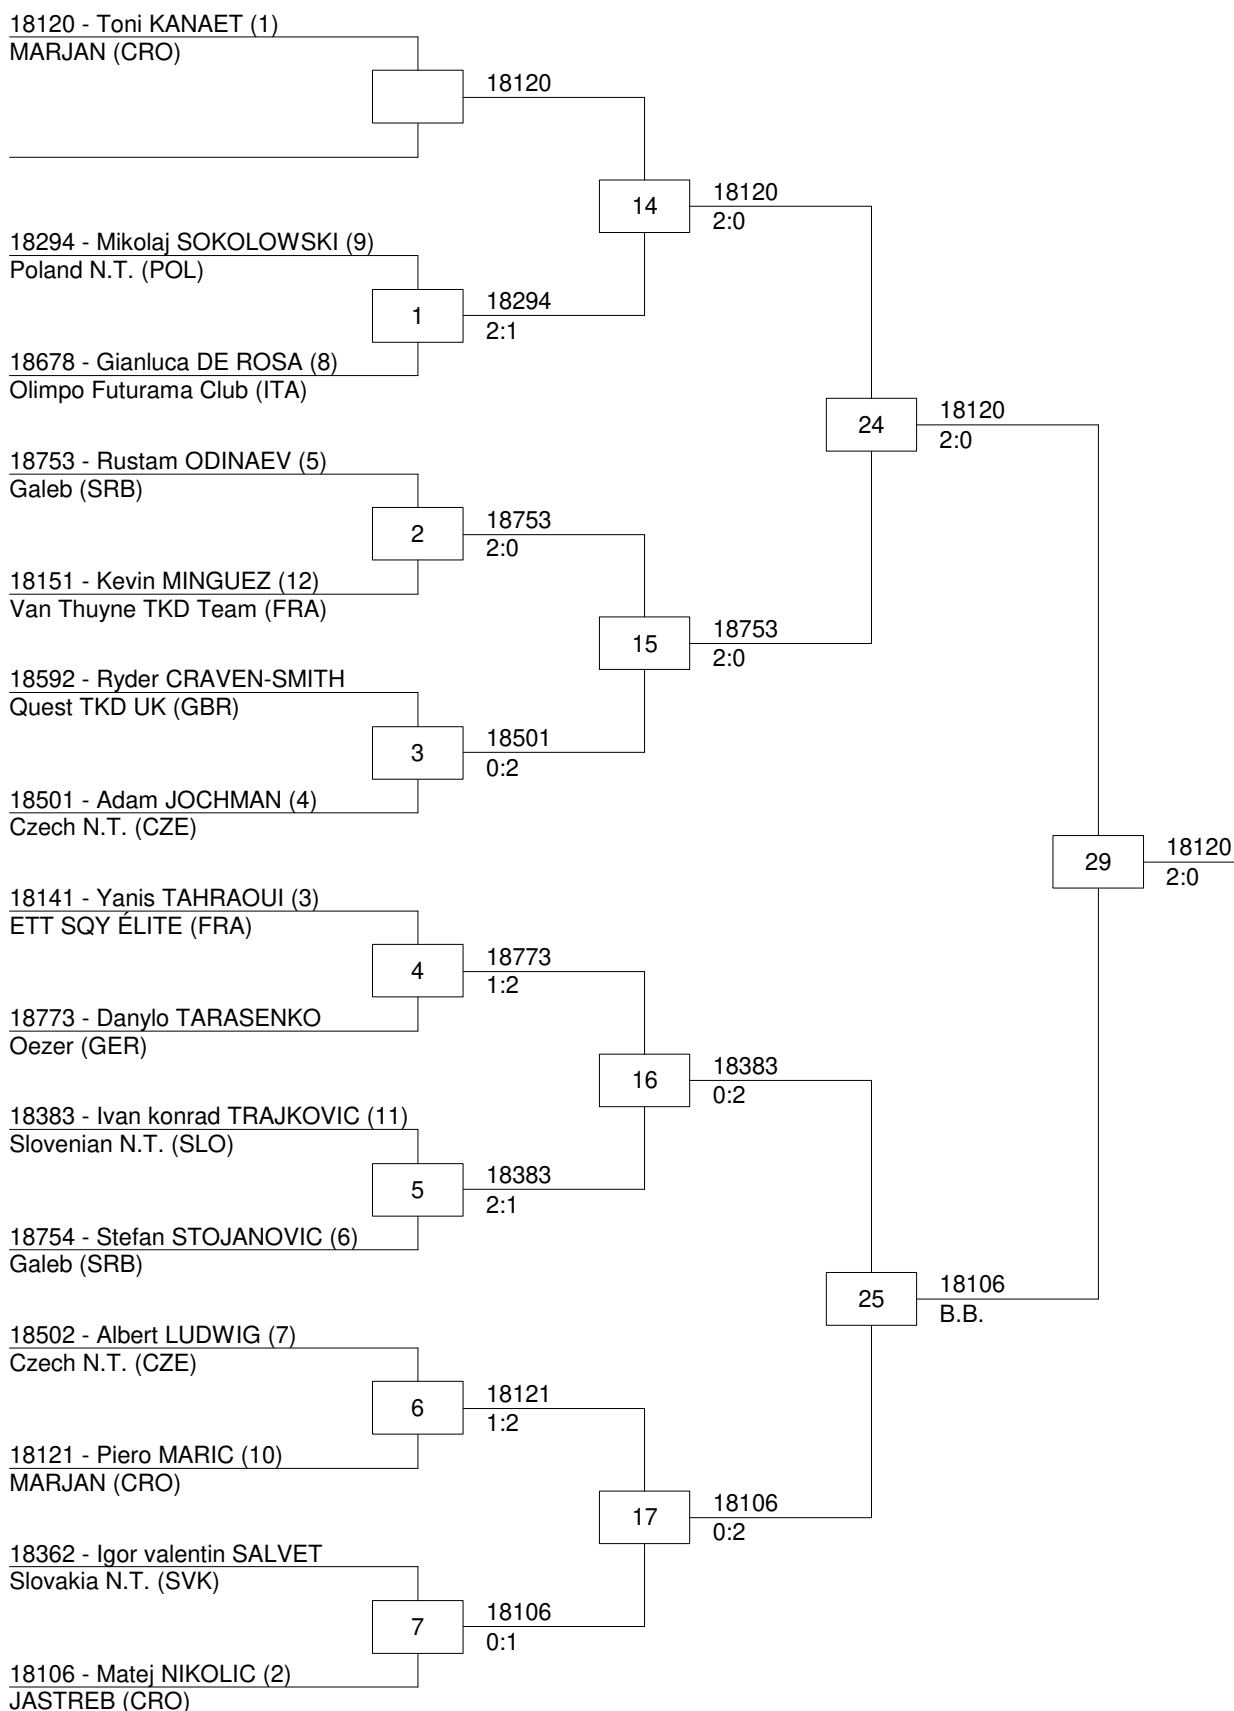 18120 - Toni KANAET (1)
MARJAN (CRO)
18120
14
18120
2:0
18294 - Mikolaj SOKOLOWSKI (9)
Poland N.T. (POL)
1
18294
2:1
18678 - Gianluca DE ROSA (8)
Olimpo Futurama Club (ITA)
24
18120
2:0
18753 - Rustam ODINAEV (5)
Galeb (SRB)
2
18753
2:0
18151 - Kevin MINGUEZ (12)
Van Thuyne TKD Team (FRA)
15
18753
2:0
18592 - Ryder CRAVEN-SMITH
Quest TKD UK (GBR)
3
18501
0:2
18501 - Adam JOCHMAN (4)
Czech N.T. (CZE)
29
18120
2:0
18141 - Yanis TAHRAOUI (3)
ETT SQY ÉLITE (FRA)
4
18773
1:2
18773 - Danylo TARASENKO
Oezer (GER)
16
18383
0:2
18383 - Ivan konrad TRAJKOVIC (11)
Slovenian N.T. (SLO)
5
18383
2:1
18754 - Stefan STOJANOVIC (6)
Galeb (SRB)
25
18106
B.B.
18502 - Albert LUDWIG (7)
Czech N.T. (CZE)
6
18121
1:2
18121 - Piero MARIC (10)
MARJAN (CRO)
17
18106
0:2
18362 - Igor valentin SALVET
Slovakia N.T. (SVK)
7
18106
0:1
18106 - Matej NIKOLIC (2)
JASTREB (CRO)